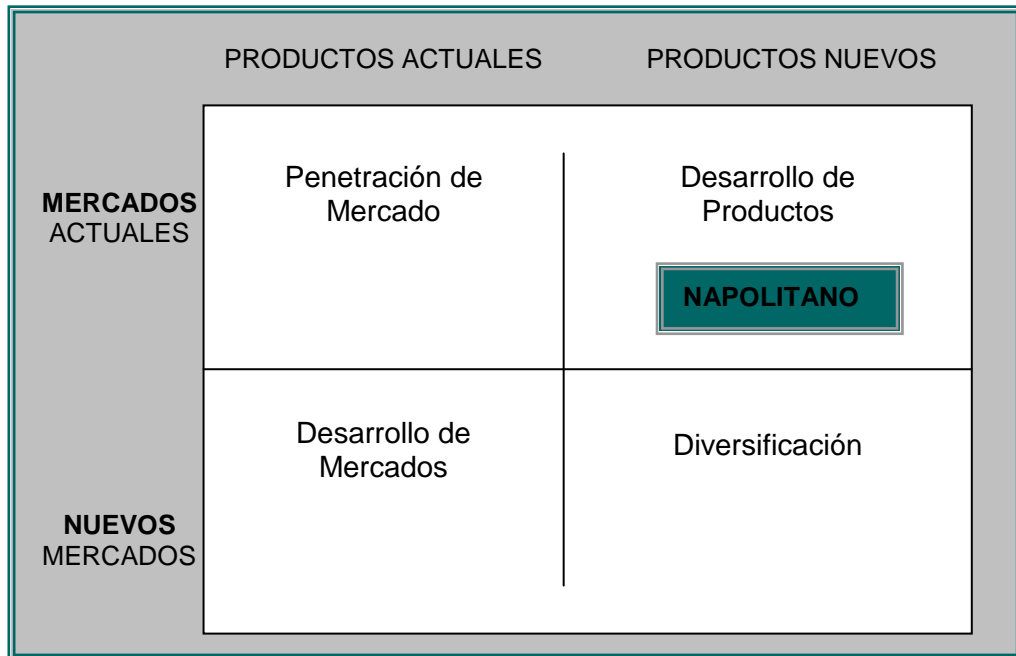 PRODUCTOS ACTUALES PRODUCTOS NUEVOS
MERCADOS
ACTUALES
Penetración de
Mercado
Desarrollo de
Productos
NAPOLITANO
NUEVOS
MERCADOS
Desarrollo de
Mercados
Diversificación